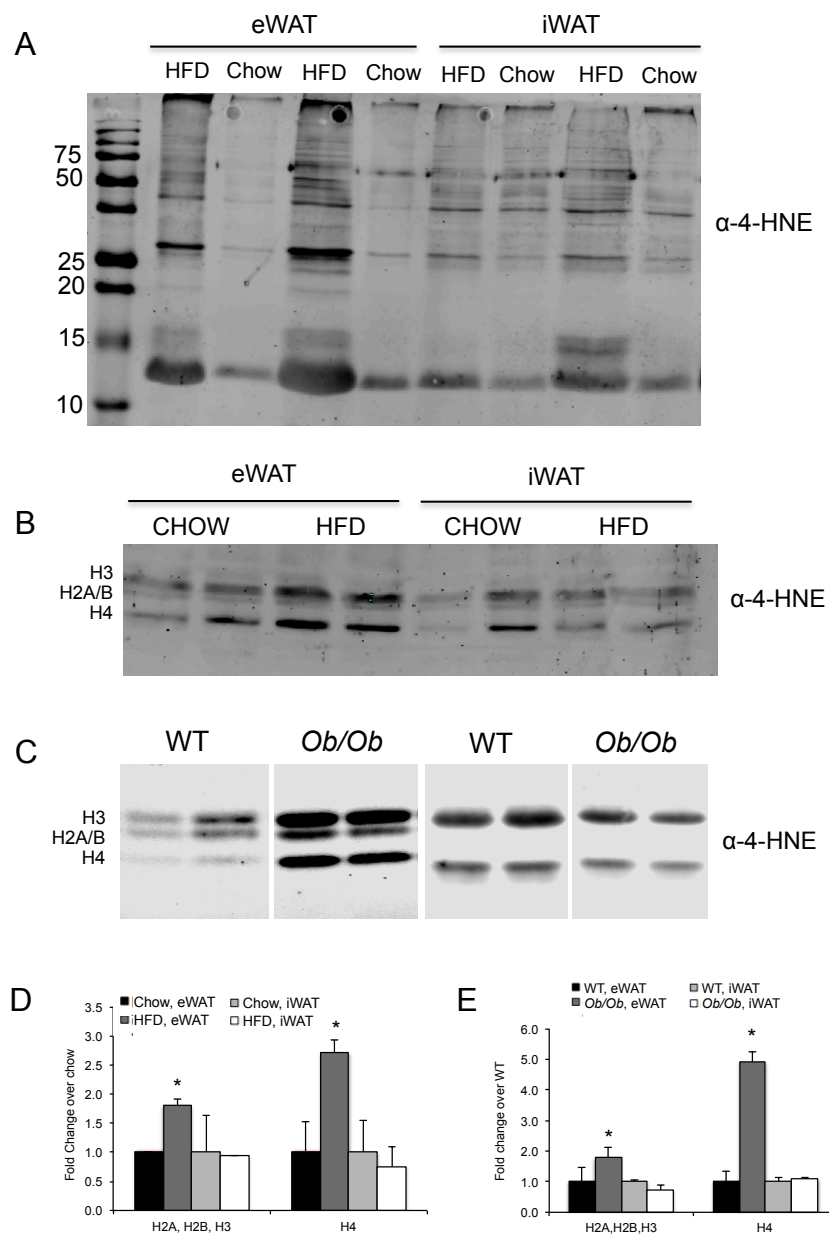 A
eWAT
iWAT
HFD Chow HFD Chow HFD Chow HFD Chow
75
50
25
20
15
10
α-4-HNE
eWAT
iWAT
B
CHOW HFD CHOW HFD
H3
H2A/B
H4
α-4-HNE
C
WT Ob/Ob WT Ob/Ob
H3
H2A/B
H4
α-4-HNE
D
Chow, eWAT Chow, iWAT
HFD, eWAT HFD, iWAT
Fold Change over chow
3.5
3.0
2.5
2.0
1.5
1.0
0.5
0.0
*
*
H2A, H2B, H3
H4
E
WT, eWAT WT, iWAT
Ob/Ob, eWAT Ob/Ob, iWAT
Fold change over WT
6.0
5.0
4.0
3.0
2.0
1.0
0.0
*
*
H2A,H2B,H3
H4